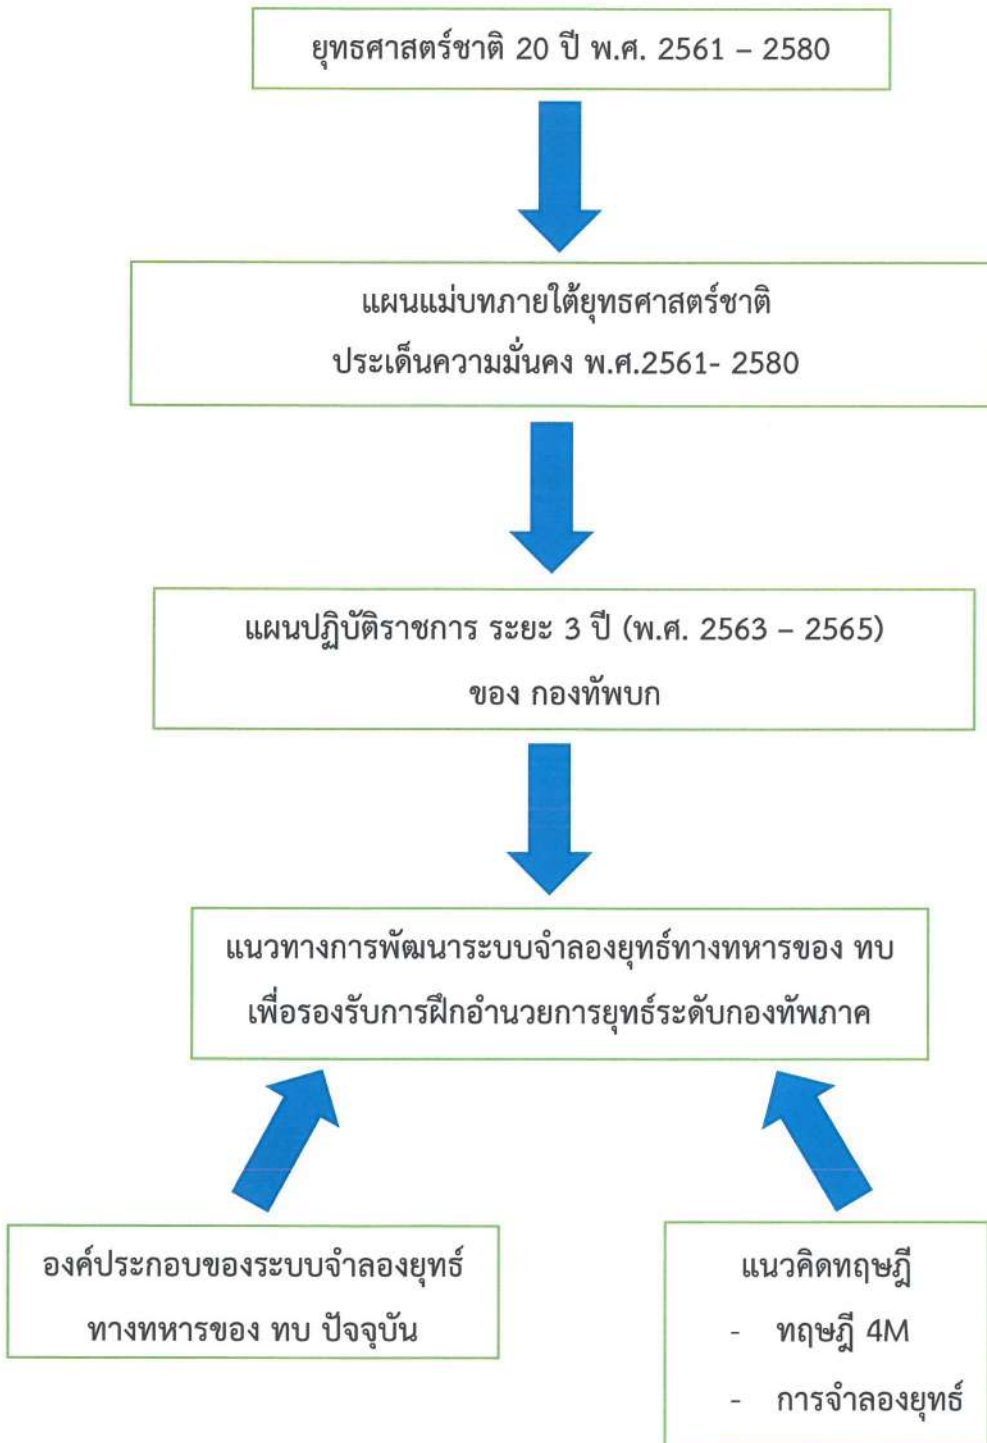 ยุทธศาสตร์ชาติ 20 ปี พ.ศ. 2561 – 2580
แผนแม่บทภายใต้ยุทธศาสตร์ชาติ
ประเด็นความมั่นคง พ.ศ.2561- 2580
แผนปฏิบัติราชการ ระยะ 3 ปี (พ.ศ. 2563 – 2565)
ของ กองทัพบก
แนวทางการพัฒนาระบบจำลองยุทธ์ทางทหารของ ทบ
เพื่อรองรับการฝึกอำนวยการยุทธ์ระดับกองทัพภาค
องค์ประกอบของระบบจำลองยุทธ์
ทางทหารของ ทบ ปัจจุบัน
แนวคิดทฤษฎี
- ทฤษฎี 4M
- การจำลองยุทธ์